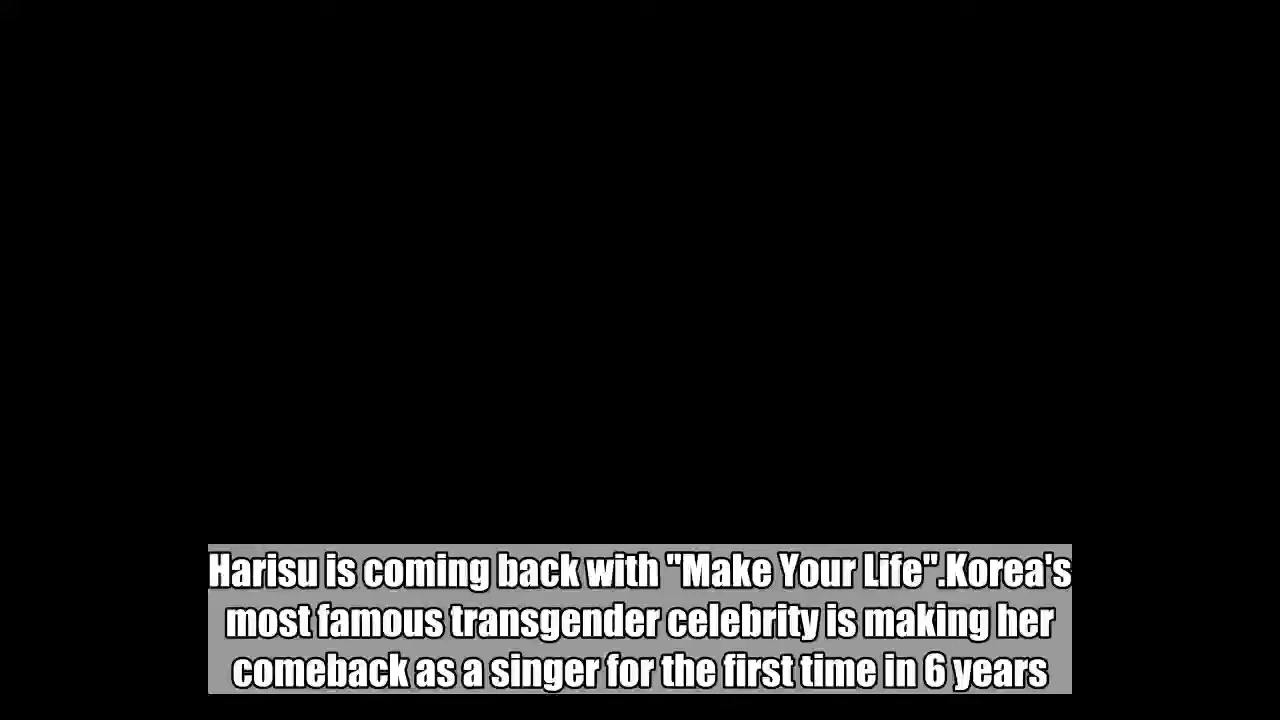 Harisu is coming back with "Make Your Life".Korea's
most famous transgender celebrity is making her
comeback as a singer for the first time in 6 years